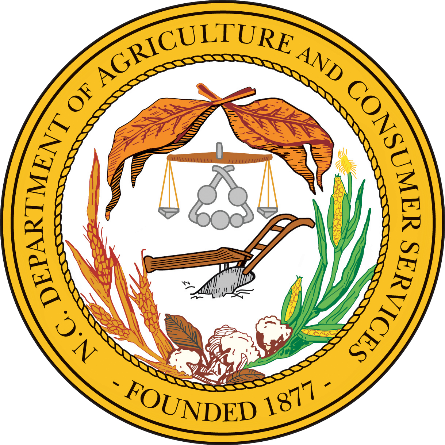 N.C. DEPARTMENT OF AGRICULTURE AND CONSUMER SERVICES
- FOUNDED 1877 -